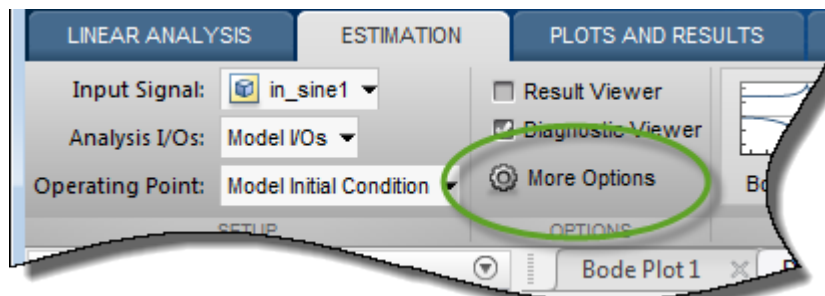 LINEAR ANALYSIS ESTIMATION PLOTS AND RESULTS
Input Signal: in_sine1 Result Viewer
Analysis I/Os: Model I/Os Diagnostic Viewer
Operating Point: Model Initial Condition More Options Bo
SETUP OPTIONS
Bode Plot 1